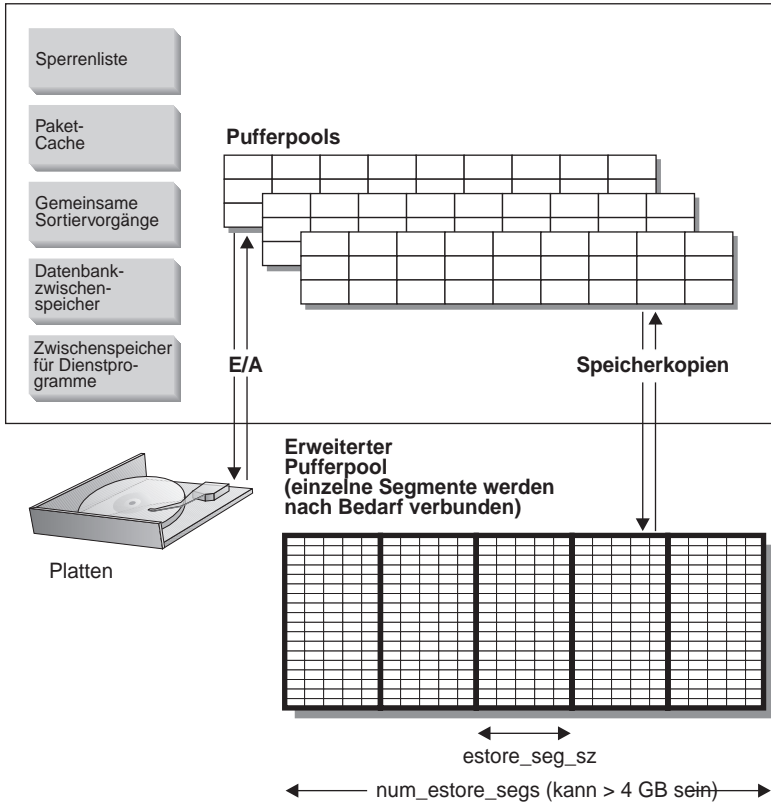 Sperrenliste
Paket-
Cache
Gemeinsame
Sortiervorgänge
Datenbank-
zwischen-
speicher
Zwischenspeicher
für Dienstpro-
gramme
Pufferpools
E/A
Speicherkopien
Erweiterter
Pufferpool
(einzelne Segmente werden
nach Bedarf verbunden)
Platten
estore_seg_sz
num_estore_segs (kann > 4 GB sein)